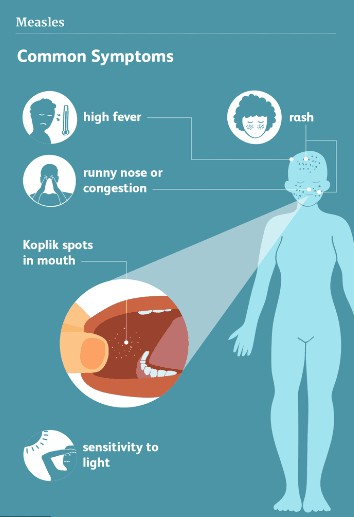 Measles
Common Symptoms
high fever
rash
runny nose or
congestion
Koplik spots
in mouth
sensitivity to
light